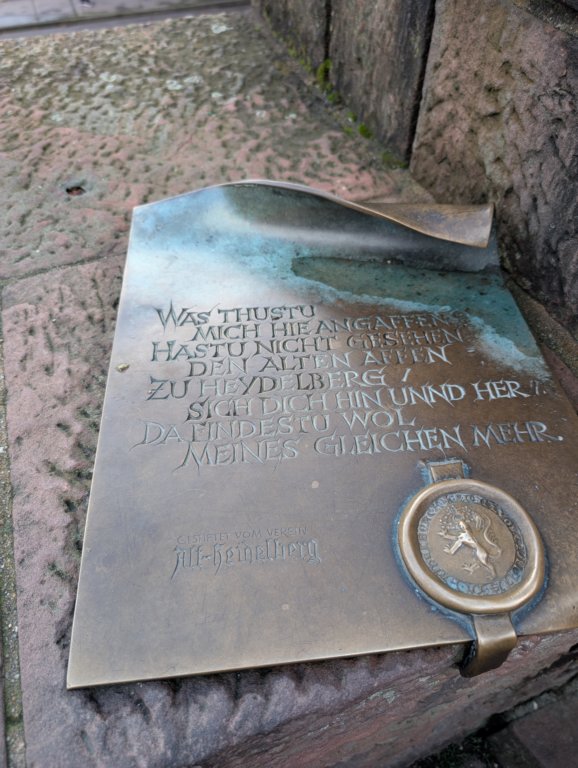 WAS THUSTU
MICH HIE ANGAFFEN?
HASTU NICHT GESEHEN
DEN ALTEN AFFEN
ZU HEYDELBERG /
SICH DICH HIN UNND HER /
DA FINDESTU WOL
MEINES GLEICHEN MEHR.
GESTIFTET VOM VEREIN
Alt-Heidelberg